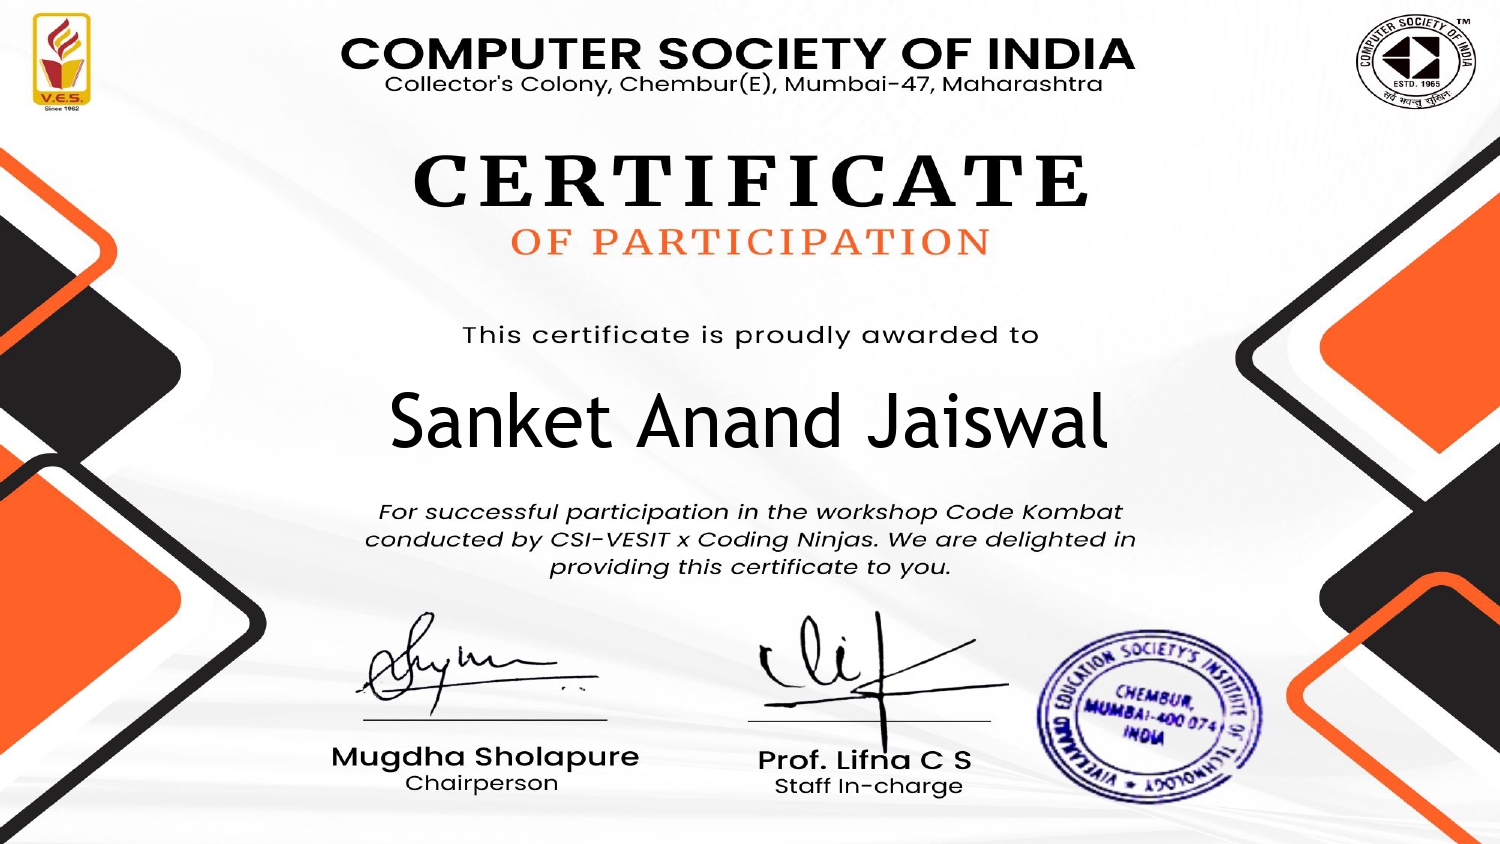 V.E.S.
Since 1962
COMPUTER SOCIETY OF INDIA
Collector's Colony, Chembur(E), Mumbai-47, Maharashtra
COMPUTER SOCIETY OF INDIA
TM
ESTD. 1965
सर्वे भवन्तु सुखिनः
CERTIFICATE
OF PARTICIPATION
This certificate is proudly awarded to
Sanket Anand Jaiswal
For successful participation in the workshop Code Kombat
conducted by CSI-VESIT x Coding Ninjas. We are delighted in
providing this certificate to you.
Mugdha Sholapure
Chairperson
Prof. Lifna C S
Staff In-charge
VIVEKANAND EDUCATION SOCIETY'S INSTITUTE OF TECHNOLOGY
CHEMBUR,
MUMBAI-400 074
INDIA